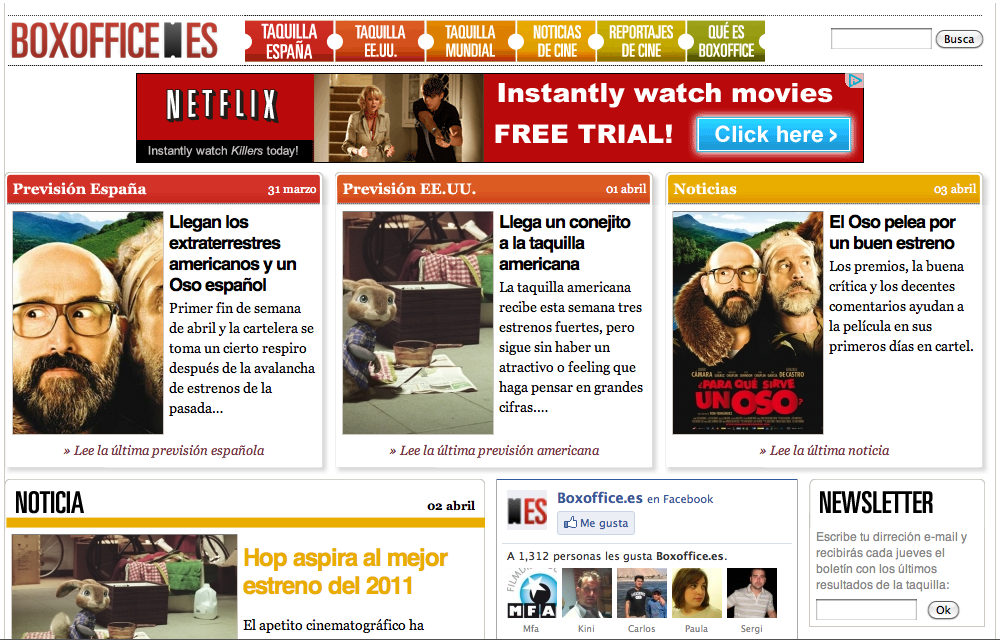 BOXOFFICE ES
TAQUILLA
ESPAÑA
TAQUILLA
EE.UU.
TAQUILLA
MUNDIAL
NOTICIAS
DE CINE
REPORTAJES
DE CINE
QUÉ ES
BOXOFFICE
Busca
NETFLIX
Instantly watch Killers today!
Instantly watch movies
FREE TRIAL!
Click here ›
Previsión España
31 marzo
Llegan los
extraterrestres
americanos y un
Oso español
Primer fin de semana
de abril y la cartelera se
toma un cierto respiro
después de la avalancha
de estrenos de la
pasada...
» Lee la última previsión española
Previsión EE.UU.
01 abril
Llega un conejito
a la taquilla
americana
La taquilla americana
recibe esta semana tres
estrenos fuertes, pero
sigue sin haber un
atractivo o feeling que
haga pensar en grandes
cifras....
» Lee la última previsión americana
Noticias
03 abril
CÁMARA
DE CASTRO
¿PARA QUÉ SIRVE
UN OSO?
El Oso pelea por
un buen estreno
Los premios, la buena
crítica y los decentes
comentarios ayudan a
la película en sus
primeros días en cartel.
» Lee la última noticia
NOTICIA
02 abril
Hop aspira al mejor
estreno del 2011
El apetito cinematográfico ha
ES
Boxoffice.es en Facebook
Me gusta
A 1,312 personas les gusta Boxoffice.es.
MFA
Mfa
Kini
Carlos
Paula
Sergi
NEWSLETTER
Escribe tu dirreción e-mail y
recibirás cada jueves el
boletín con los últimos
resultados de la taquilla:
Ok